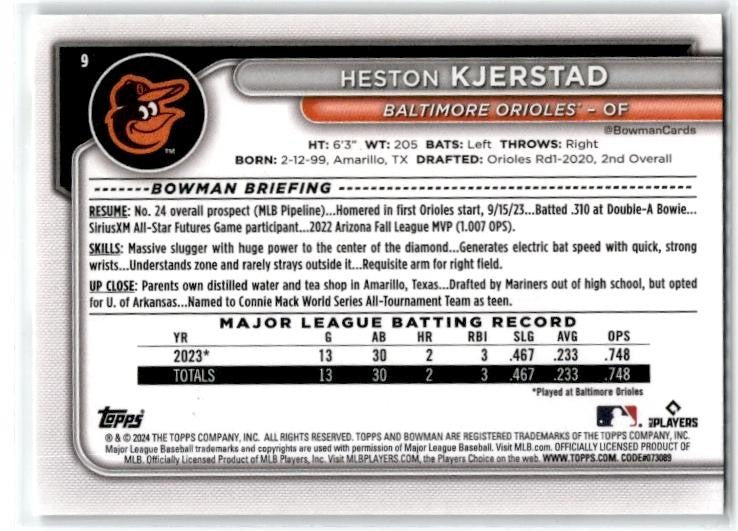 9
HESTON KJERSTAD
BALTIMORE ORIOLES® – OF
@BowmanCards
HT: 6'3" WT: 205 BATS: Left THROWS: Right
BORN: 2-12-99, Amarillo, TX DRAFTED: Orioles Rd1-2020, 2nd Overall
BOWMAN BRIEFING
RESUME: No. 24 overall prospect (MLB Pipeline)...Homered in first Orioles start, 9/15/23...Batted .310 at Double-A Bowie...
SiriusXM All-Star Futures Game participant...2022 Arizona Fall League MVP (1.007 OPS).
SKILLS: Massive slugger with huge power to the center of the diamond...Generates electric bat speed with quick, strong
wrists...Understands zone and rarely strays outside it...Requisite arm for right field.
UP CLOSE: Parents own distilled water and tea shop in Amarillo, Texas...Drafted by Mariners out of high school, but opted
for U. of Arkansas...Named to Connie Mack World Series All-Tournament Team as teen.
MAJOR LEAGUE BATTING RECORD
YR G AB HR RBI SLG AVG OPS
2023* 13 30 2 3 .467 .233 .748
TOTALS 13 30 2 3 .467 .233 .748
*Played at Baltimore Orioles
Topps®
PLAYERS
® & © 2024 THE TOPPS COMPANY, INC. ALL RIGHTS RESERVED. TOPPS AND BOWMAN ARE REGISTERED TRADEMARKS OF THE TOPPS COMPANY, INC.
Major League Baseball trademarks and copyrights are used with permission of Major League Baseball. Visit MLB.com. OFFICIALLY LICENSED PRODUCT OF
MLB. Officially Licensed Product of MLB Players, Inc. Visit MLBPLAYERS.COM, the Players Choice on the web. WWW.TOPPS.COM. CODE#073089